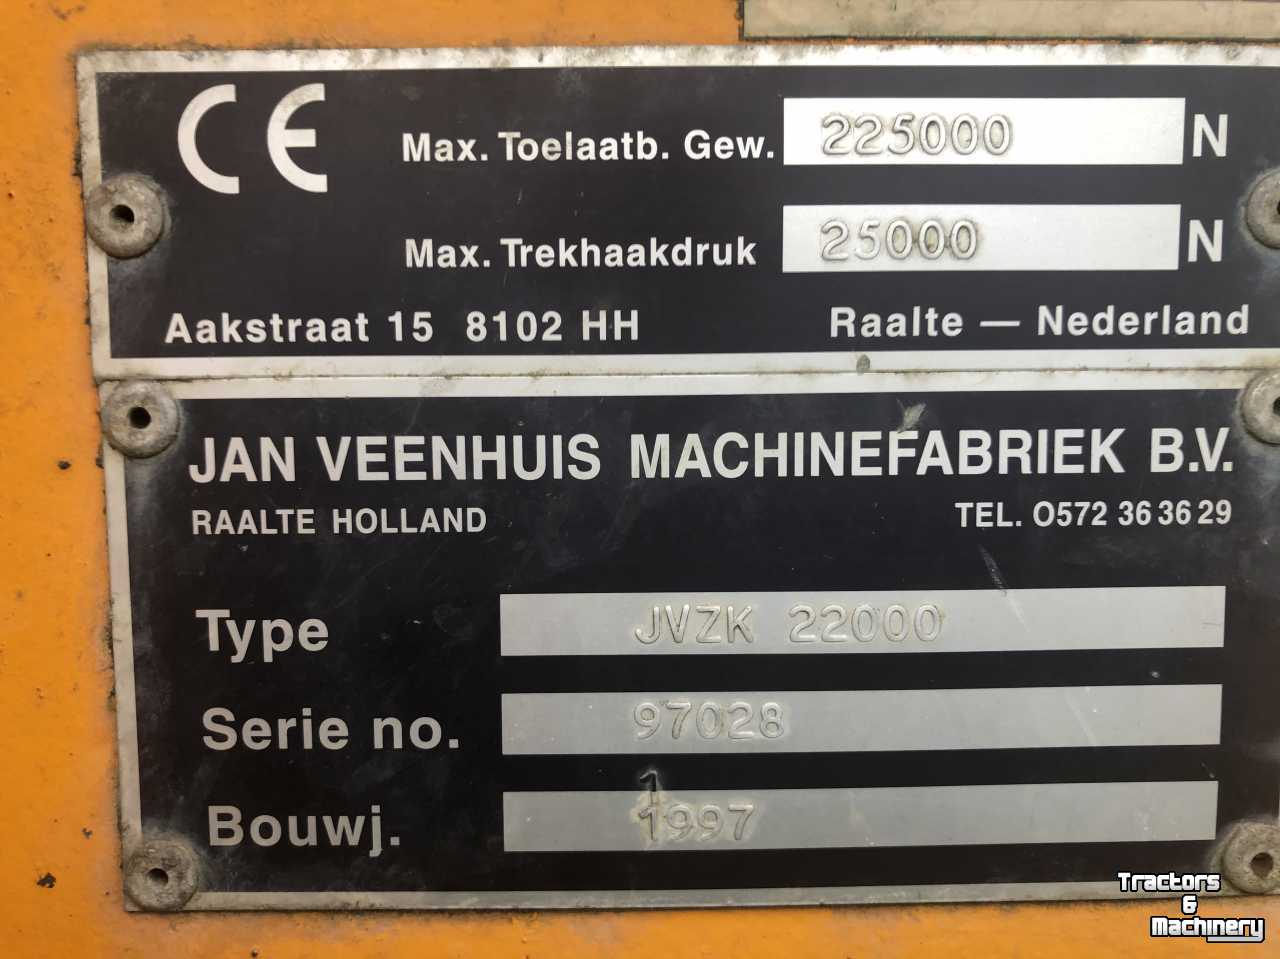 CE
Max. Toelaatb. Gew. 225000 N
Max. Trekhaakdruk 25000 N
Aakstraat 15 8102 HH Raalte — Nederland
JAN VEENHUIS MACHINEFABRIEK B.V.
RAALTE HOLLAND TEL. 0572 36 36 29
Type JVZK 22000
Serie no. 97028
1
Bouwj. 1997
Tractors
&
Machinery